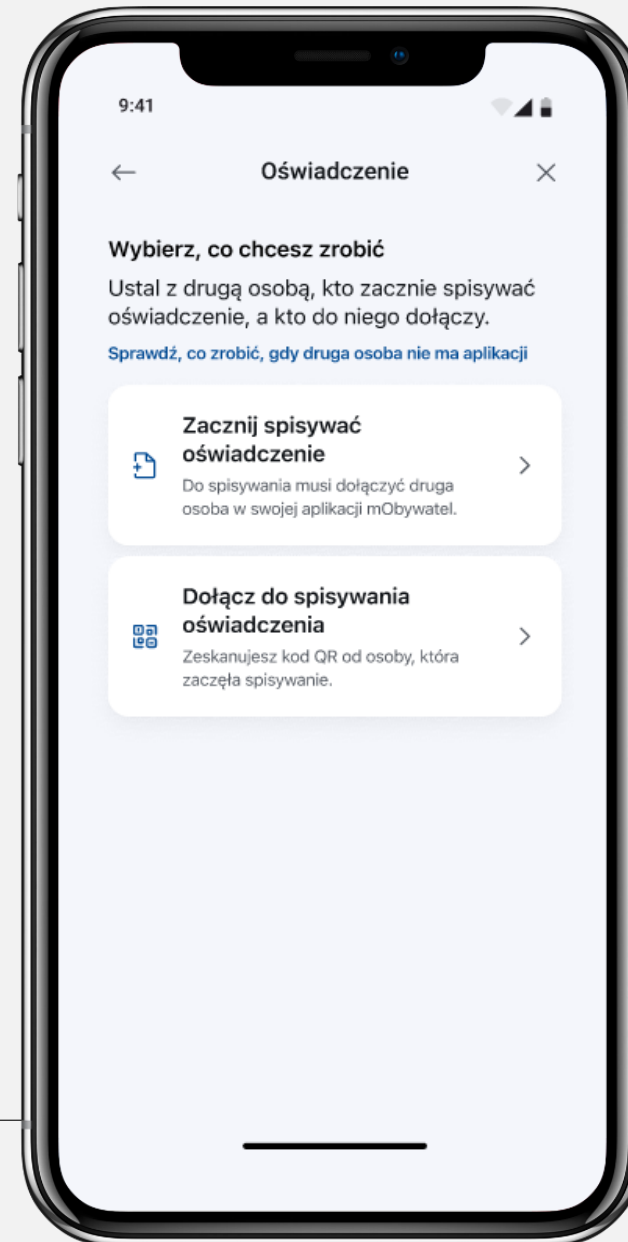 9:41
Oświadczenie
Wybierz, co chcesz zrobić
Ustal z drugą osobą, kto zacznie spisywać
oświadczenie, a kto do niego dołączy.
Sprawdź, co zrobić, gdy druga osoba nie ma aplikacji
Zacznij spisywać
oświadczenie
Do spisywania musi dołączyć druga
osoba w swojej aplikacji mObywatel.
Dołącz do spisywania
oświadczenia
Zeskanujesz kod QR od osoby, która
zaczęła spisywanie.